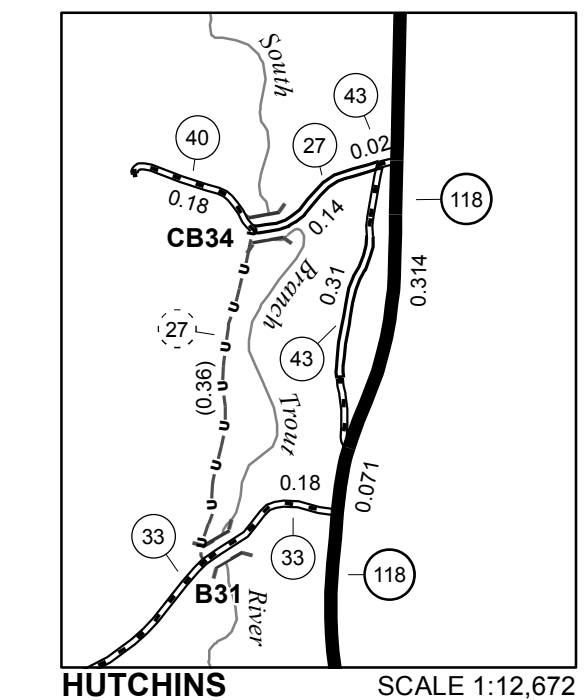 South
43
40
27
0.02
0.18
0.14
118
CB34
Branch
0.31
0.314
27
(0.36)
43
Trout
0.18
0.071
33
33
118
B31
River
HUTCHINS
SCALE 1:12,672